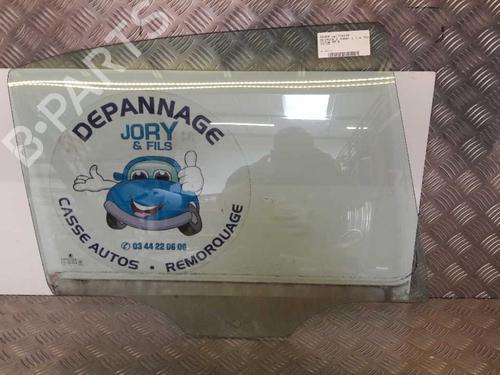 B-PARTS
DEPANNAGE
JORY
& FILS
03 44 22 06 06
CASSE AUTOS • REMORQUAGE